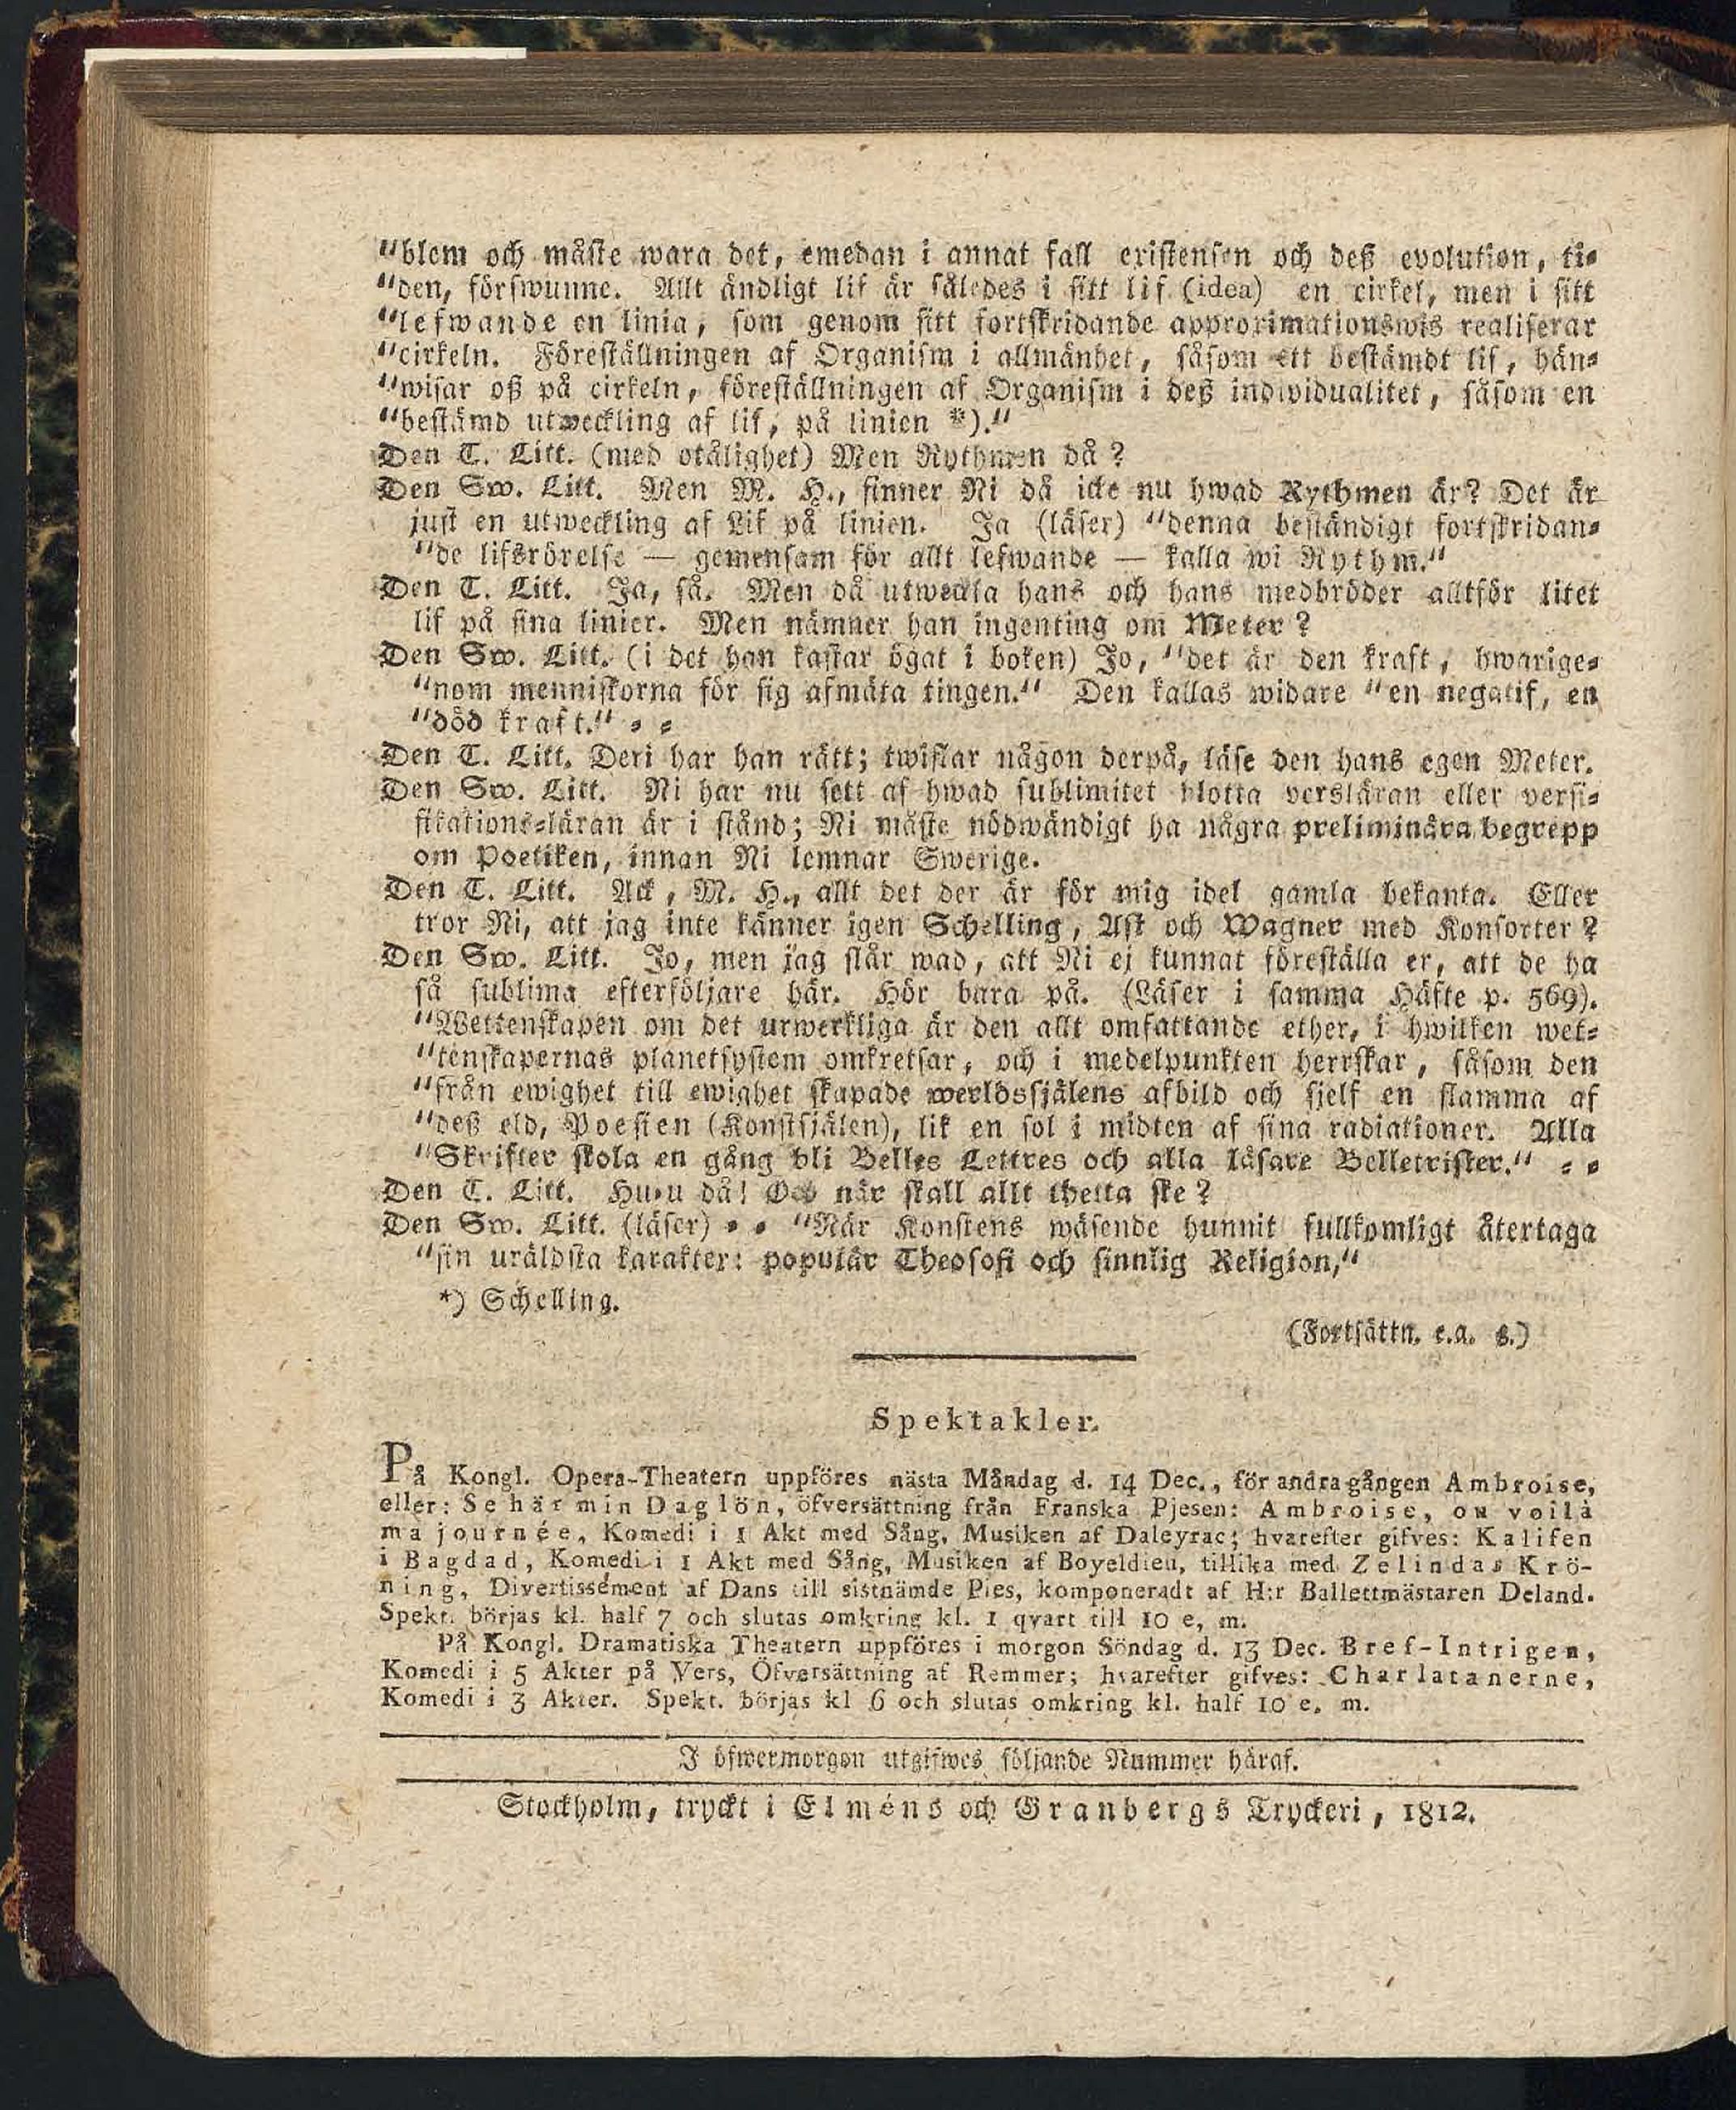 "blem och måste wara det, emedan i annat fall existensen och deß evolution, ti-
"den, förswunne. Allt ändligt lif är således i sitt lif (idea) en cirkel, men i sitt
"lefwande en linia, som genom sitt fortskridande approximationswis realiserar
"cirkeln. Föreställningen af Organism i allmänhet, såsom ett bestämdt lif, hän-
"wisar oß på cirkeln, föreställningen af Organism i deß individualitet, såsom en
"bestämd utweckling af lif, på linien *)."
Den T. Litt. (med otålighet) Men Rythmen då?
Den Sw. Litt. Men M. H., finner Ni då icke nu hwad Rythmen är? Det är
just en utweckling af Lif på linien. Ja (läser) "denna beständigt fortskridan-
"de lifsrörelse — gemensam för allt lefwande — kalla wi Rythm."
Den T. Litt. Ja, så. Men då utweckla hans och hans medbröder alltför litet
lif på sina linier. Men nämner han ingenting om Meter?
Den Sw. Litt. (i det han kastar ögat i boken) Jo, "det är den kraft, hwarige-
"nom menniskorna för sig afmäta tingen." Den kallas widare "en negatif, en
"död kraft." - -
Den T. Litt. Deri har han rätt; twiflar någon derpå, läse den hans egen Meter.
Den Sw. Litt. Ni har nu sett af hwad sublimitet blotta versläran eller versi-
fikations-läran är i stånd; Ni måste nödwändigt ha några preliminära begrepp
om Poetiken, innan Ni lemnar Swerige.
Den T. Litt. Ack, M. H., allt det der är för mig idel gamla bekanta. Eller
tror Ni, att jag inte känner igen Schelling, Ast och Wagner med Konsorter?
Den Sw. Litt. Jo, men jag slår wad, att Ni ej kunnat föreställa er, att de ha
så sublima efterföljare här. Hör bara på. (Läser i samma Häfte p. 569).
"Wettenskapen om det urwerkliga är den allt omfattande ether, i hwilken wet-
"tenskapernas planetsystem omkretsar, och i medelpunkten herrskar, såsom den
"från ewighet till ewighet skapade werldssjälens afbild och sjelf en flamma af
"deß eld, Poesien (Konstsjälen), lik en sol i midten af sina radiationer. Alla
"Skrifter skola en gång bli Belles Lettres och alla läsare Belletrister." - -
Den T. Litt. Huru då! Och när skall allt thetta ske?
Den Sw. Litt. (läser) - - "När Konstens wäsende hunnit fullkomligt återtaga
"sin uräldsta karakter: populär Theosofi och sinnlig Religion,"
*) Schelling.
(Fortsättn. e.a. g.)
Spektakler.
På Kongl. Opera-Theatern uppföres nästa Måndag d. 14 Dec., för andra gången Ambroise,
eller: Se här min Daglön, öfversättning från Franska Pjesen: Ambroise, ou voilà
ma journée, Komedi i 1 Akt med Sång, Musiken af Daleyrac; hvarefter gifves: Kalifen
i Bagdad, Komedi i 1 Akt med Sång, Musiken af Boyeldieu, tillika med Zelindas Krö-
ning, Divertissement af Dans till sistnämde Pies, komponeradt af H:r Ballettmästaren Deland.
Spekt. börjas kl. half 7 och slutas omkring kl. 1 qvart till 10 e, m.
På Kongl. Dramatiska Theatern uppföres i morgon Söndag d. 13 Dec. Bref-Intrigen,
Komedi i 5 Akter på Vers, Öfversättning af Remmer; hvarefter gifves: Charlatanerne,
Komedi i 3 Akter. Spekt. börjas kl 6 och slutas omkring kl. half 10 e. m.
I öfwermorgon utgifwes följande Nummer häraf.
Stockholm, tryckt i Elméns och Granbergs Tryckeri, 1812.